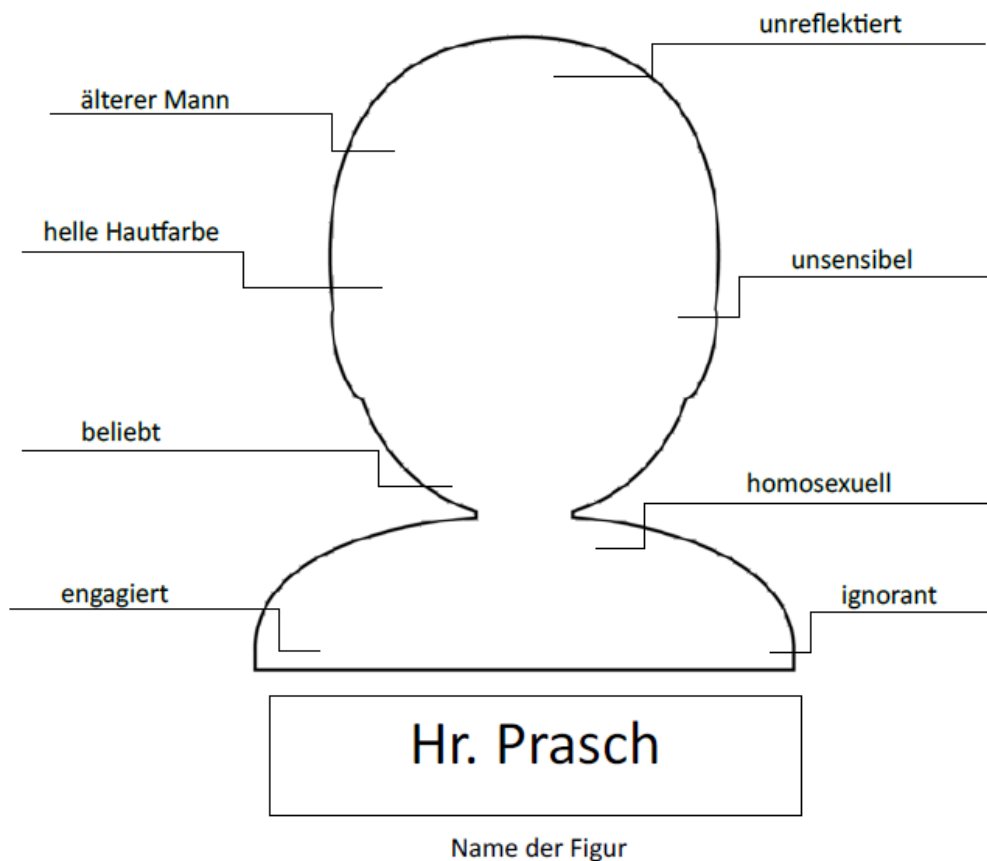 unreflektiert
älterer Mann
helle Hautfarbe
unsensibel
beliebt
homosexuell
engagiert
ignorant
Hr. Prasch
Name der Figur